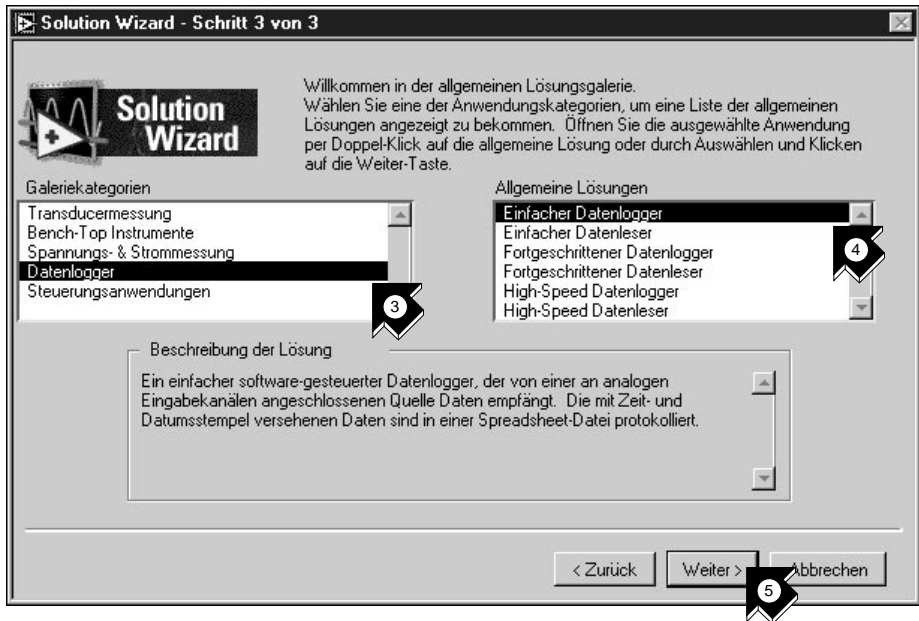 Solution Wizard - Schritt 3 von 3
Solution
Wizard
Willkommen in der allgemeinen Lösungsgalerie.
Wählen Sie eine der Anwendungskategorien, um eine Liste der allgemeinen
Lösungen angezeigt zu bekommen. Öffnen Sie die ausgewählte Anwendung
per Doppel-Klick auf die allgemeine Lösung oder durch Auswählen und Klicken
auf die Weiter-Taste.
Galeriekategorien
Transducermessung
Bench-Top Instrumente
Spannungs- & Strommessung
Datenlogger
Steuerungsanwendungen
3
Allgemeine Lösungen
Einfacher Datenlogger
Einfacher Datenleser
Fortgeschrittener Datenlogger
Fortgeschrittener Datenleser
High-Speed Datenlogger
High-Speed Datenleser
4
Beschreibung der Lösung
Ein einfacher software-gesteuerter Datenlogger, der von einer an analogen
Eingabekanälen angeschlossenen Quelle Daten empfängt. Die mit Zeit- und
Datumsstempel versehenen Daten sind in einer Spreadsheet-Datei protokolliert.
< Zurück
Weiter >
Abbrechen
5